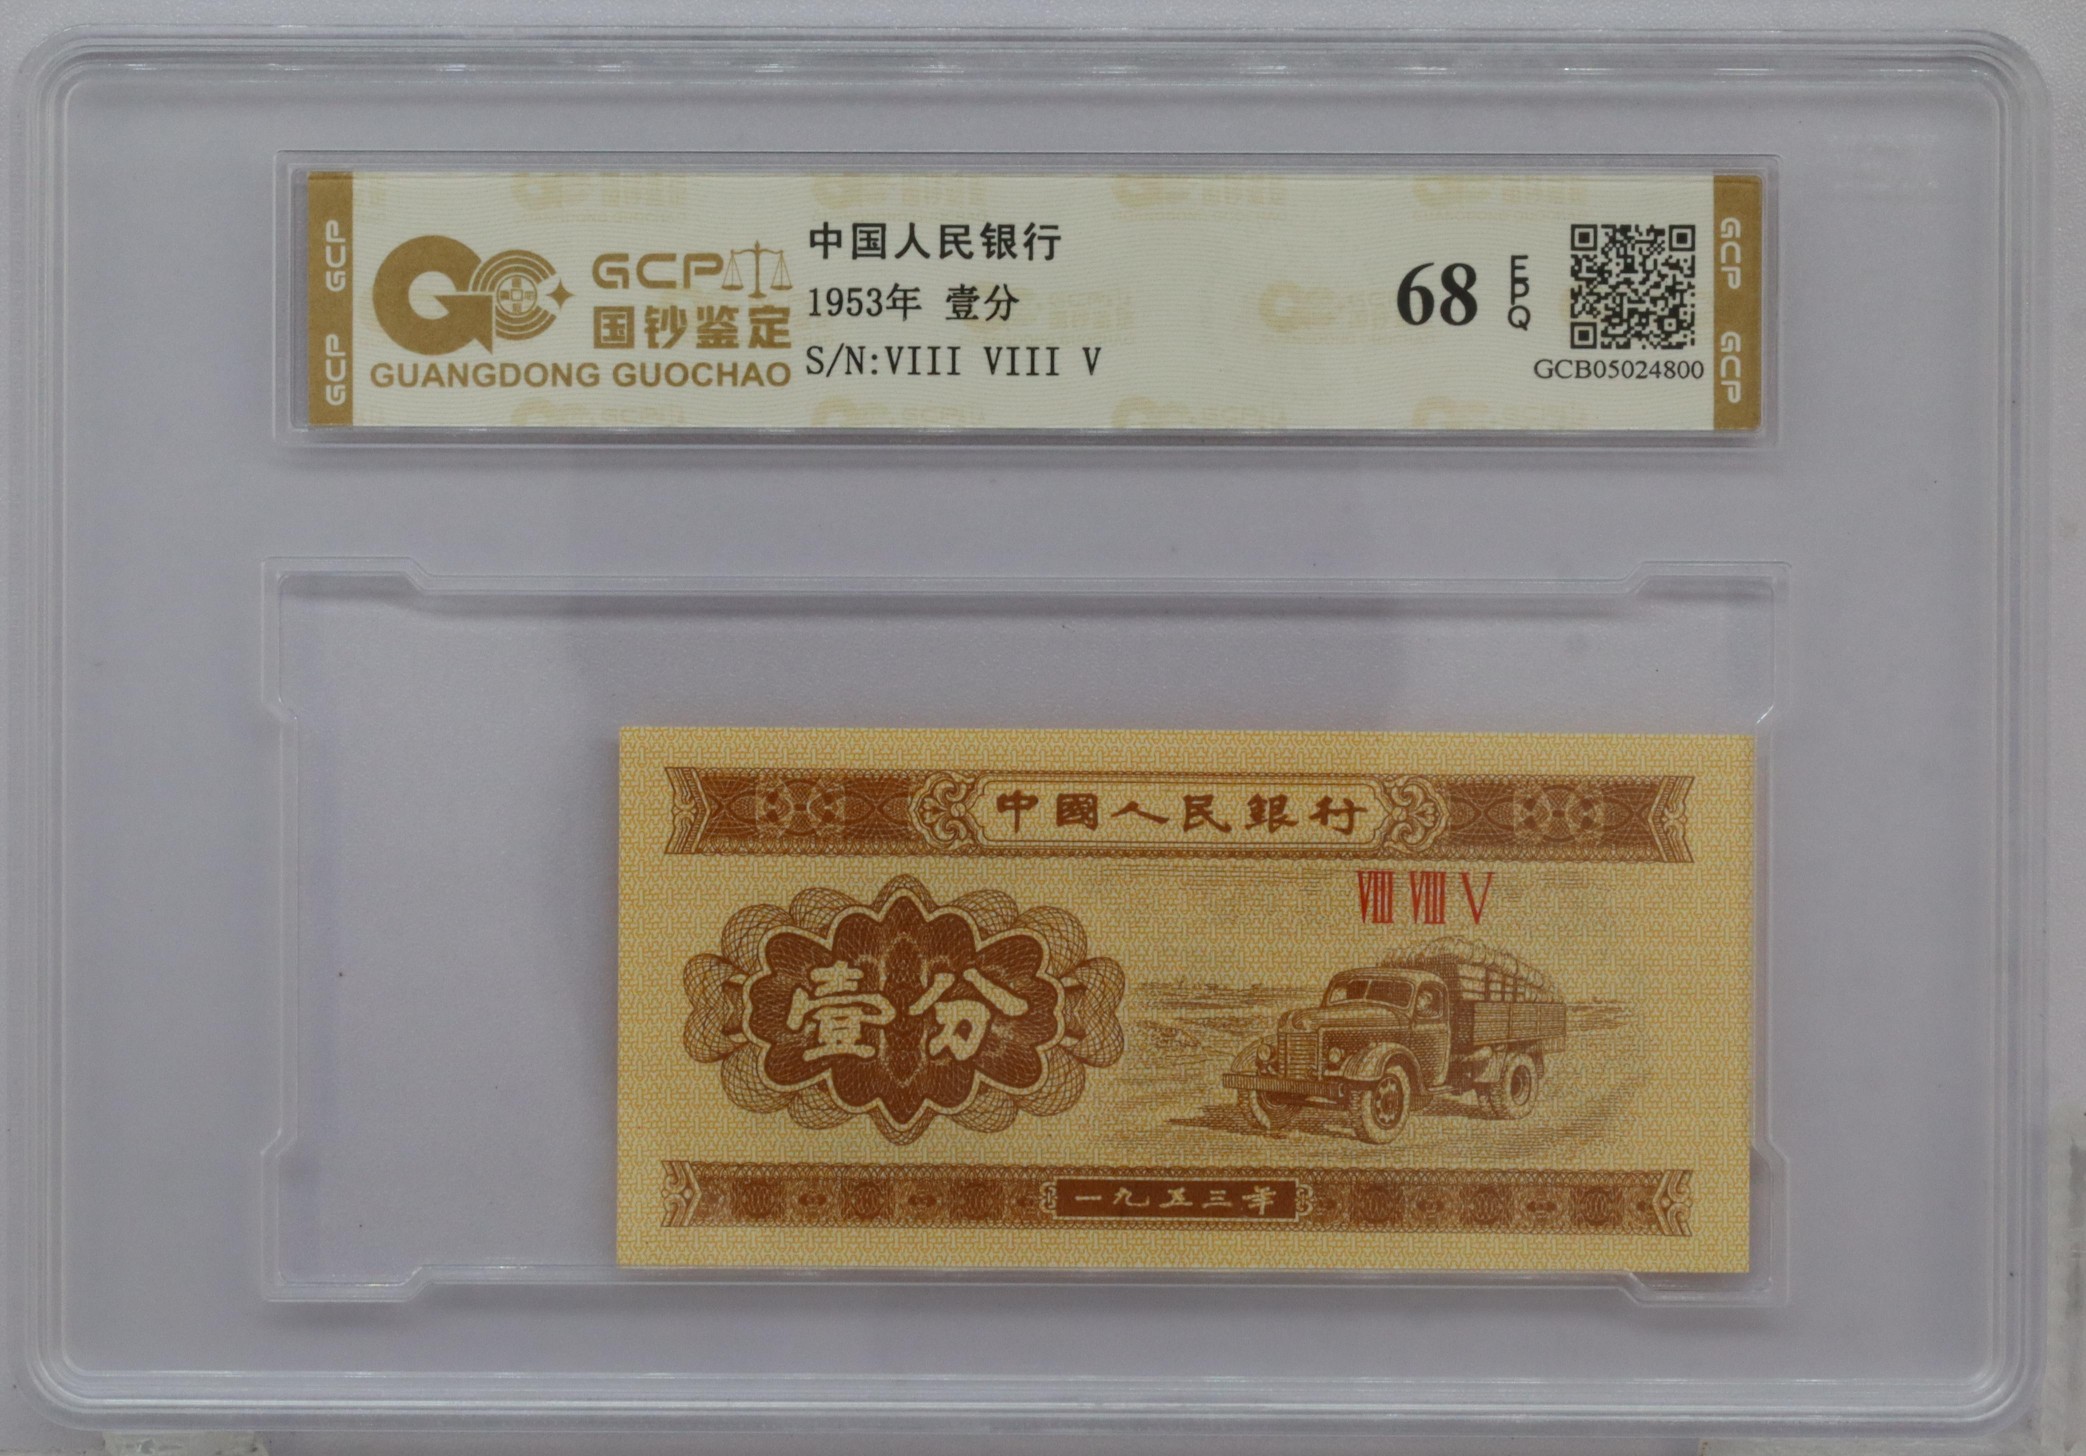 GCP
GCP
GCP
国钞鉴定
GUANGDONG GUOCHAO
中国人民银行
1953年 壹分
S/N:VIII VIII V
68
EPQ
GCB05024800
GCP
GCP
中國人民銀行
VIII VIII V
壹分
一九五三年